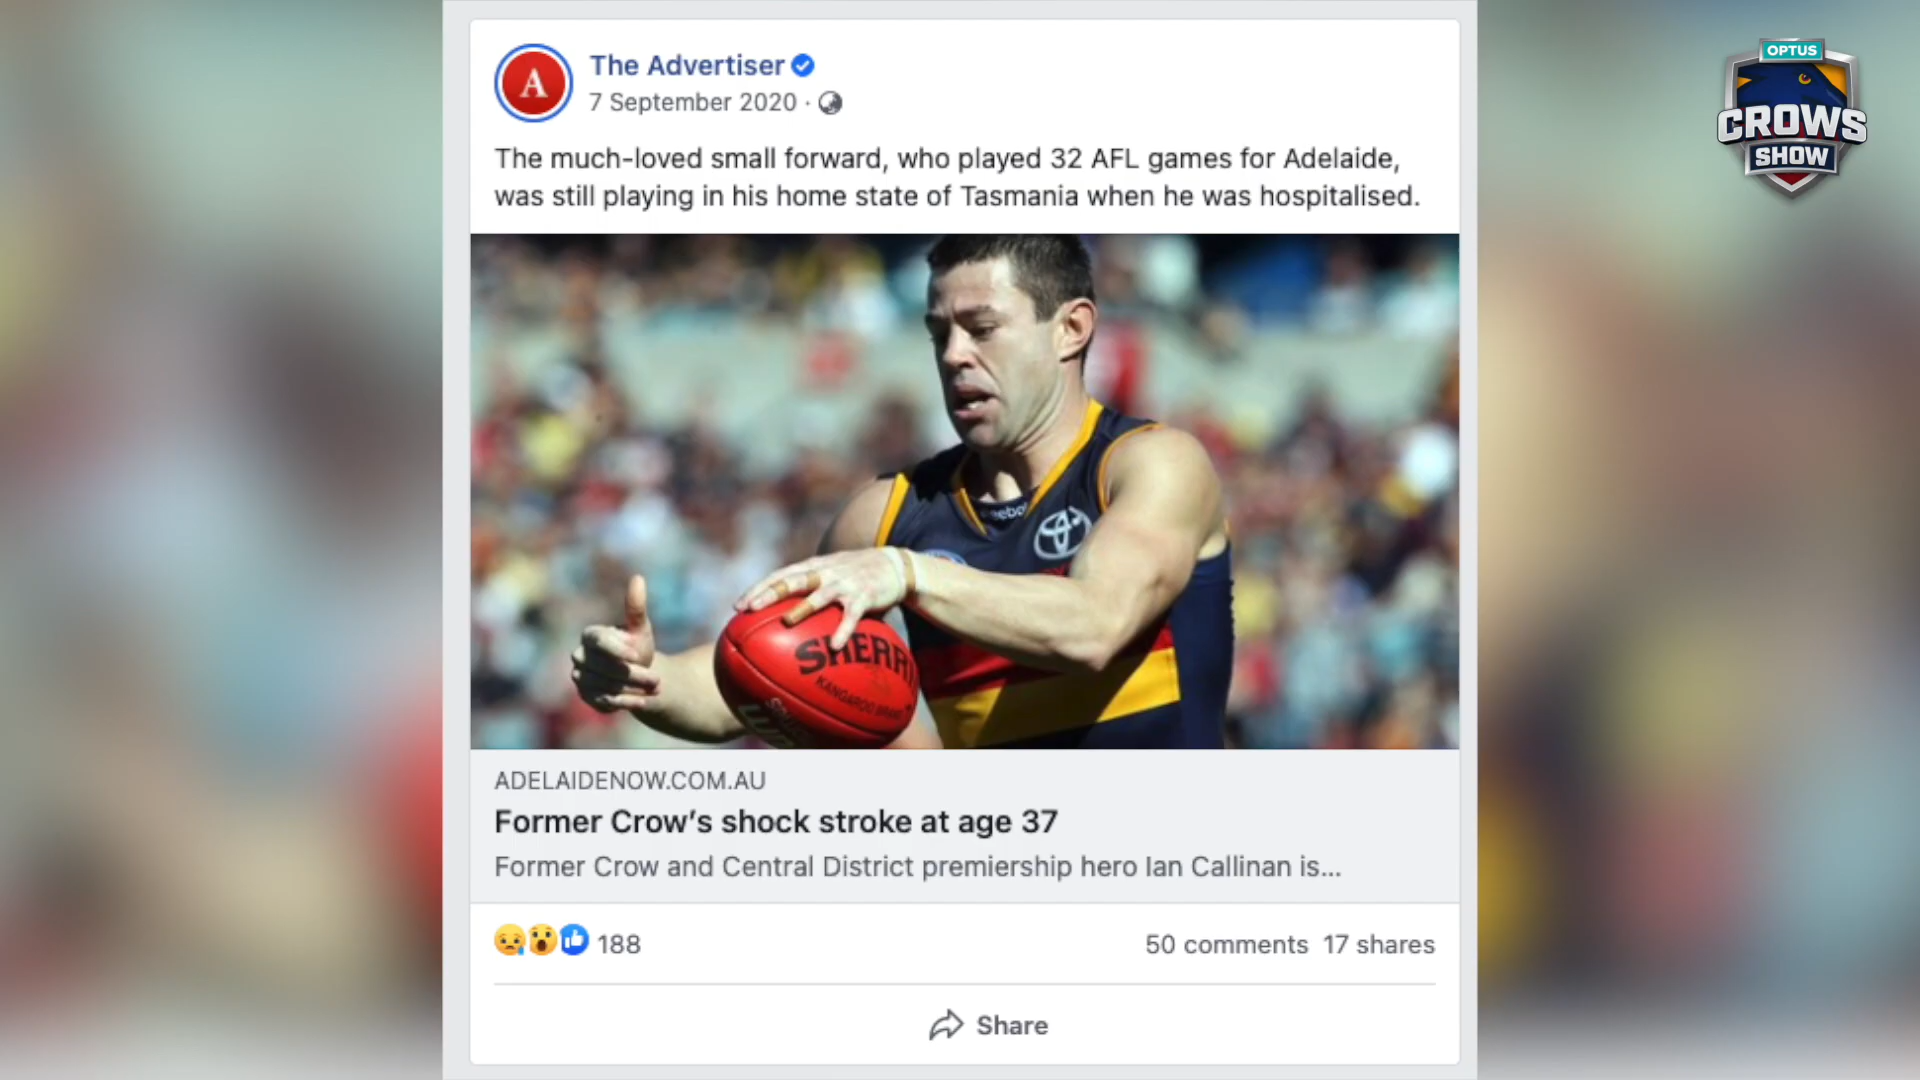 The Advertiser
7 September 2020 ·
The much-loved small forward, who played 32 AFL games for Adelaide,
was still playing in his home state of Tasmania when he was hospitalised.
SHERRI
KANGAROO BRAND
ADELAIDENOW.COM.AU
Former Crow's shock stroke at age 37
Former Crow and Central District premiership hero Ian Callinan is...
188
50 comments 17 shares
Share
OPTUS
CROWS
SHOW
A